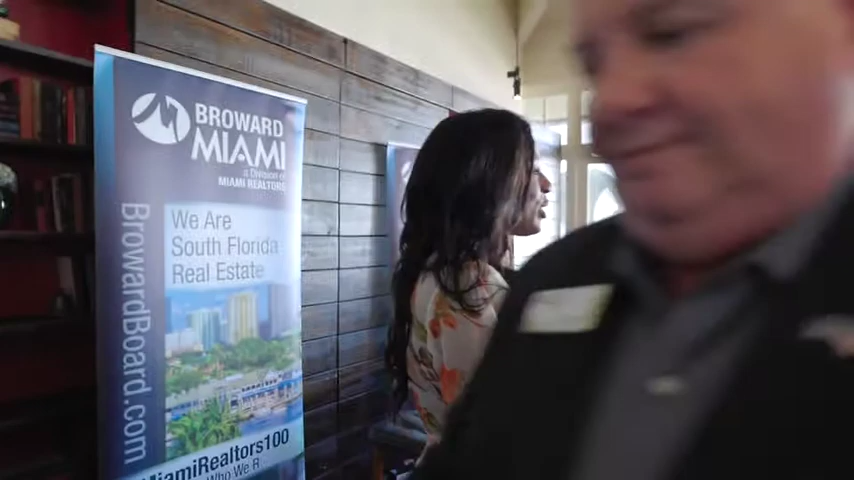 BROWARD
MIAMI
a Division of
MIAMI REALTORS
We Are
South Florida
Real Estate
BrowardBoard.com
MiamiRealtors100
Who We R